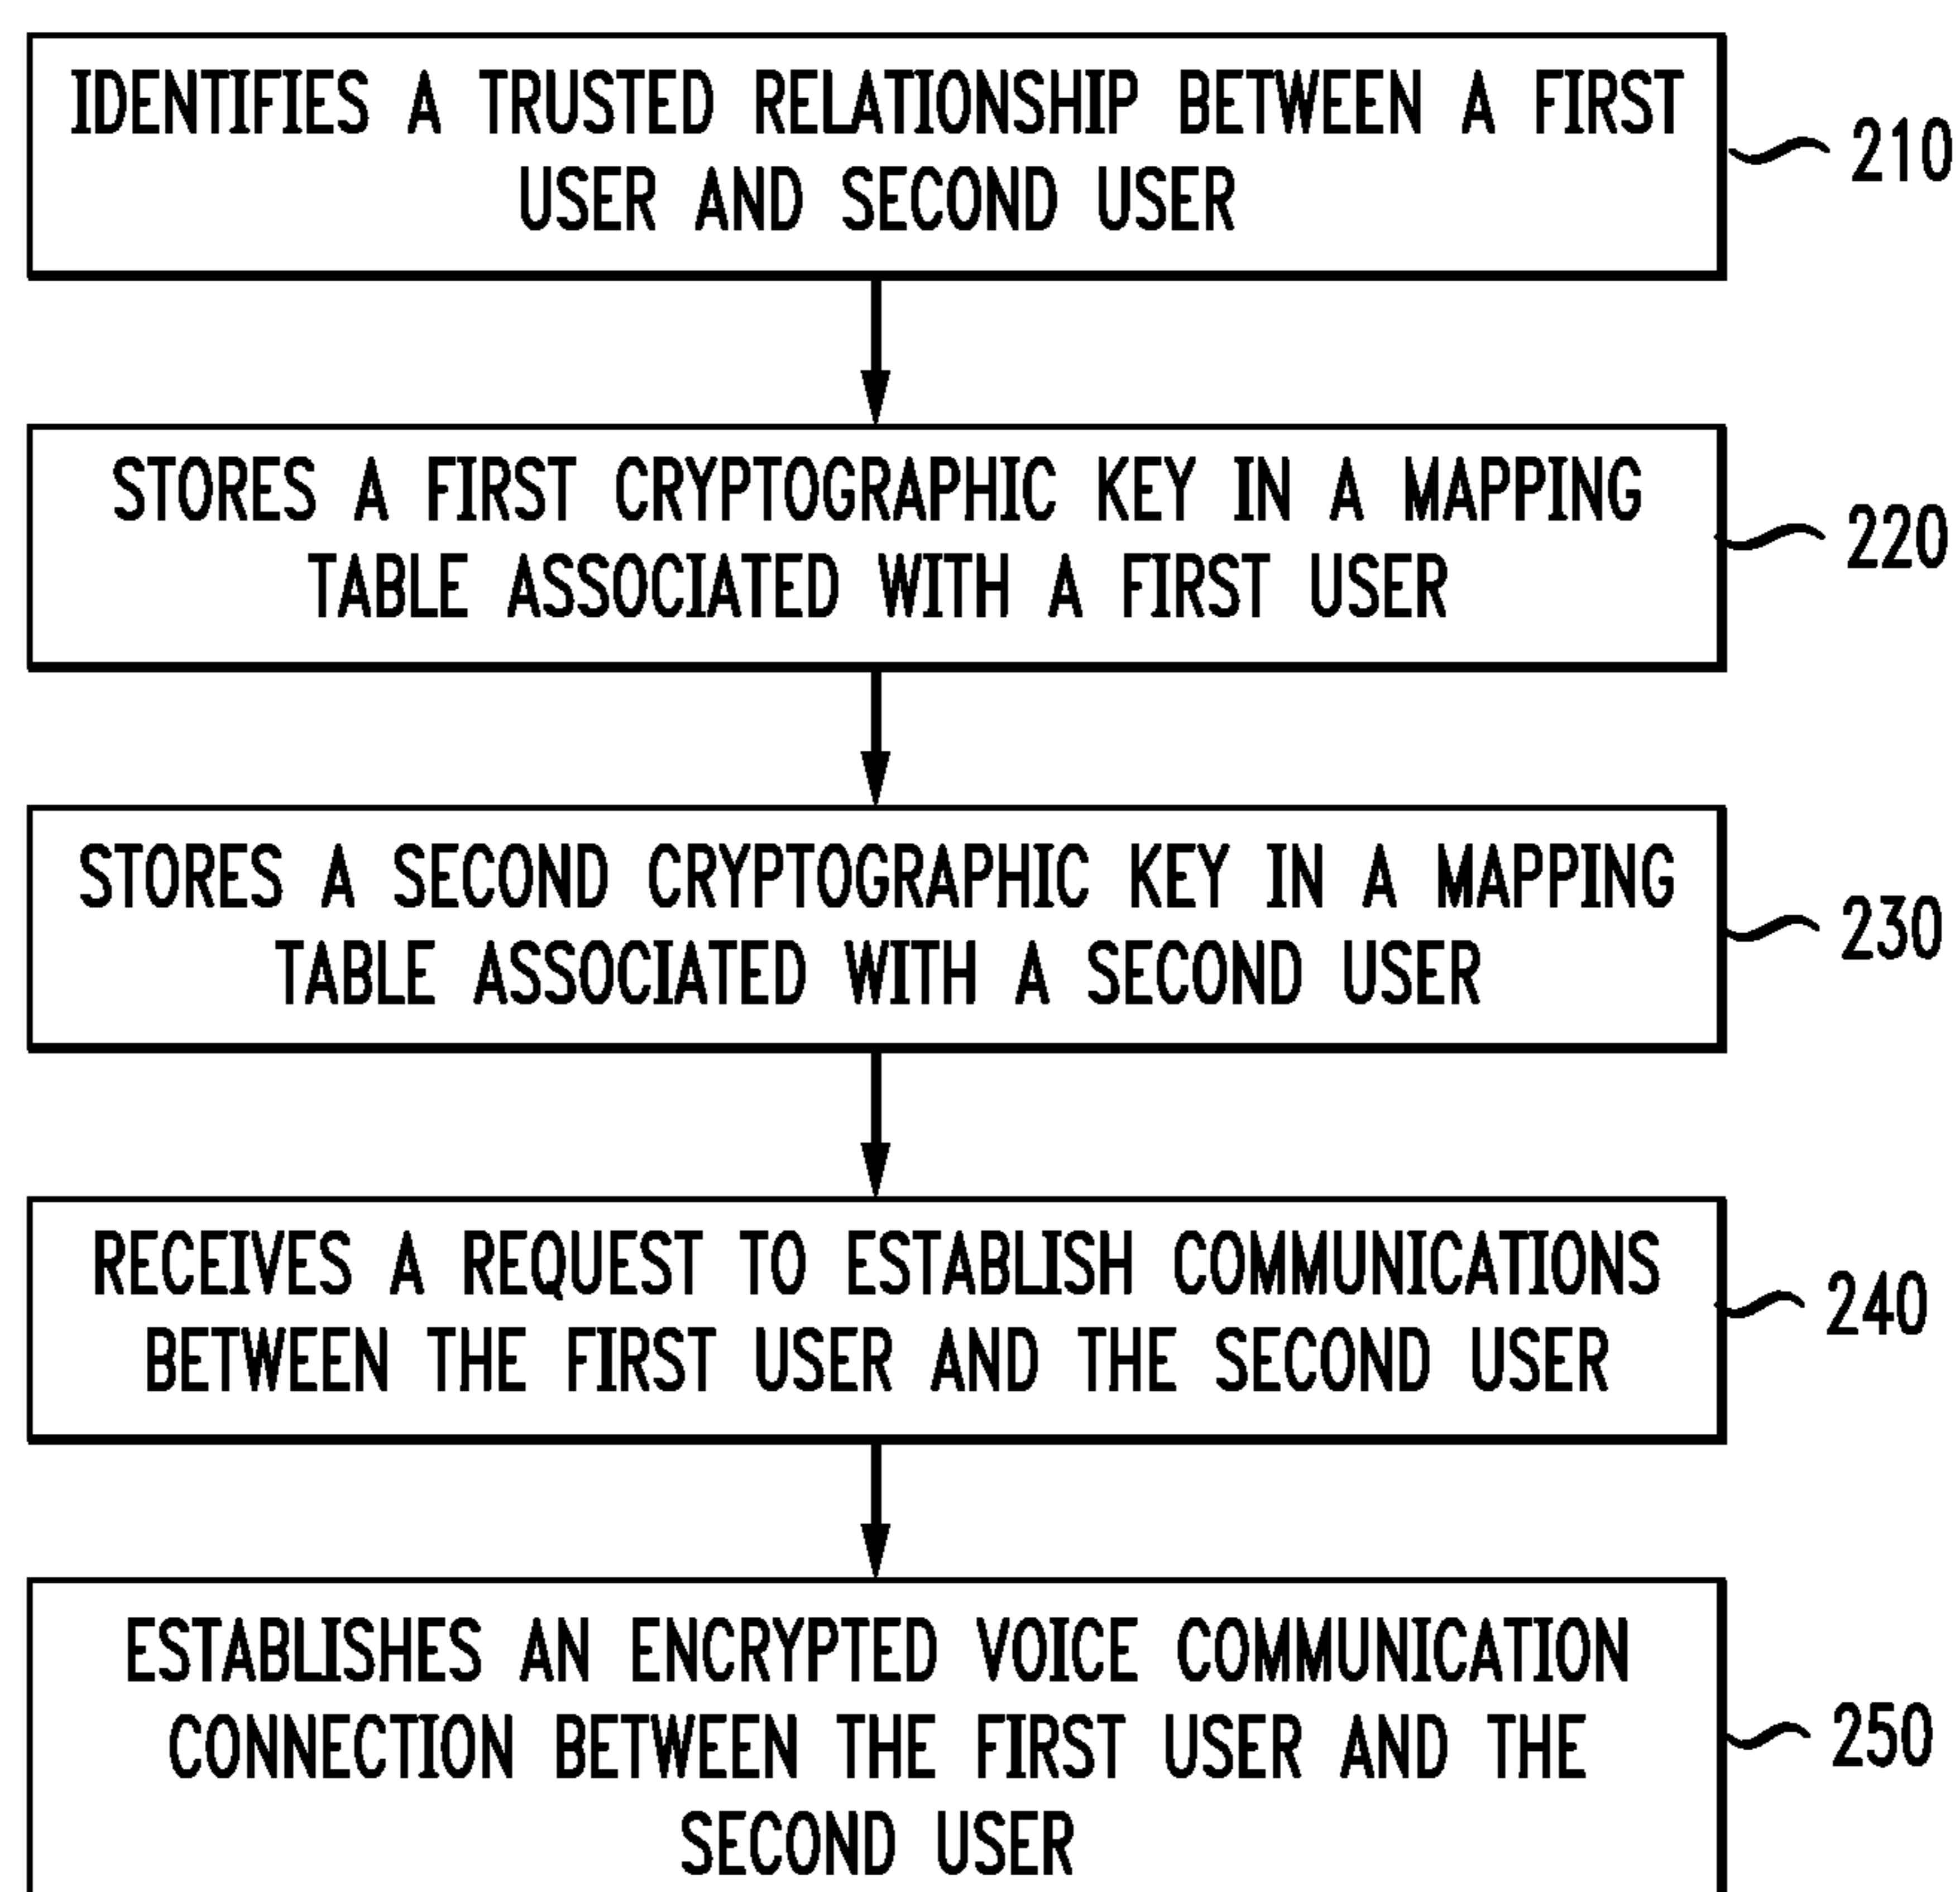 IDENTIFIES A TRUSTED RELATIONSHIP BETWEEN A FIRST
USER AND SECOND USER
210
STORES A FIRST CRYPTOGRAPHIC KEY IN A MAPPING
TABLE ASSOCIATED WITH A FIRST USER
220
STORES A SECOND CRYPTOGRAPHIC KEY IN A MAPPING
TABLE ASSOCIATED WITH A SECOND USER
230
RECEIVES A REQUEST TO ESTABLISH COMMUNICATIONS
BETWEEN THE FIRST USER AND THE SECOND USER
240
ESTABLISHES AN ENCRYPTED VOICE COMMUNICATION
CONNECTION BETWEEN THE FIRST USER AND THE
SECOND USER
250